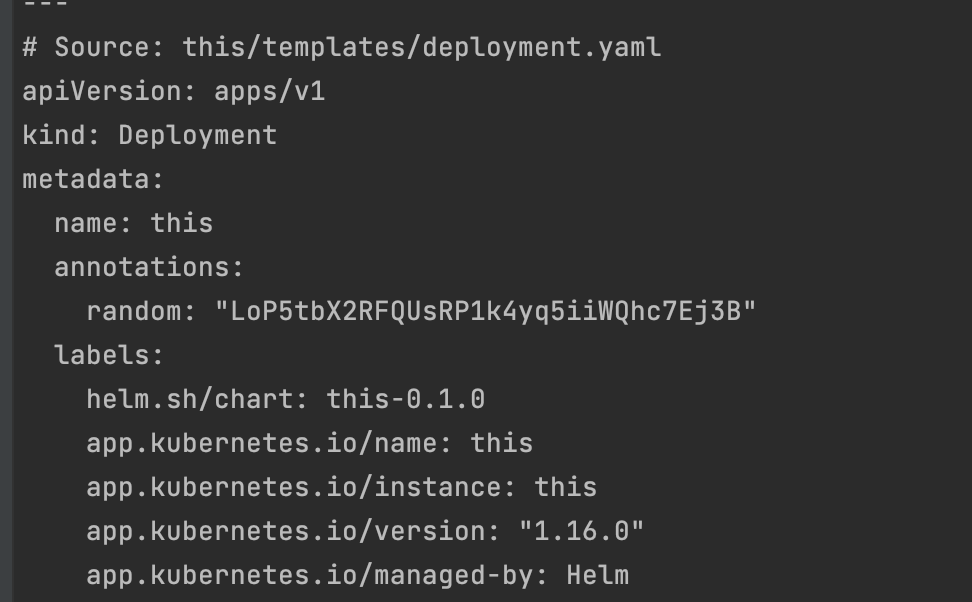 ---
# Source: this/templates/deployment.yaml
apiVersion: apps/v1
kind: Deployment
metadata:
  name: this
  annotations:
    random: "LoP5tbX2RFQUsRP1k4yq5iiWQhc7Ej3B"
  labels:
    helm.sh/chart: this-0.1.0
    app.kubernetes.io/name: this
    app.kubernetes.io/instance: this
    app.kubernetes.io/version: "1.16.0"
    app.kubernetes.io/managed-by: Helm